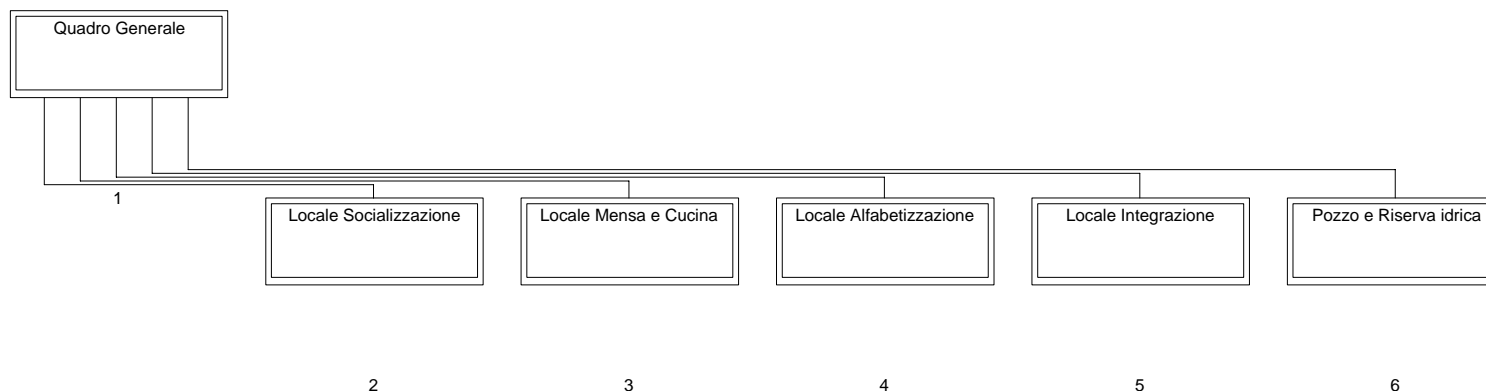 Quadro Generale
1
Locale Socializzazione
Locale Mensa e Cucina
Locale Alfabetizzazione
Locale Integrazione
Pozzo e Riserva idrica
2
3
4
5
6